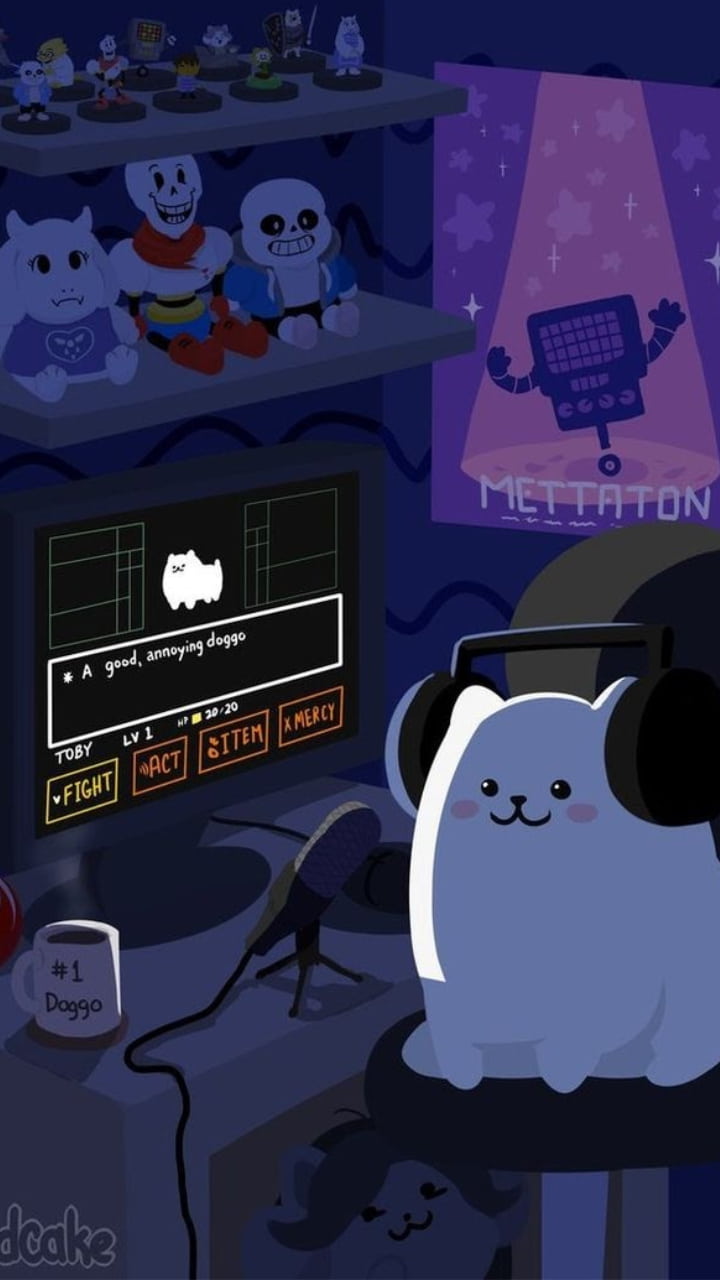 METTATON
* A good, annoying doggo
TOBY LV 1 HP 20/20
FIGHT ACT ITEM X MERCY
#1
Doggo
dcake